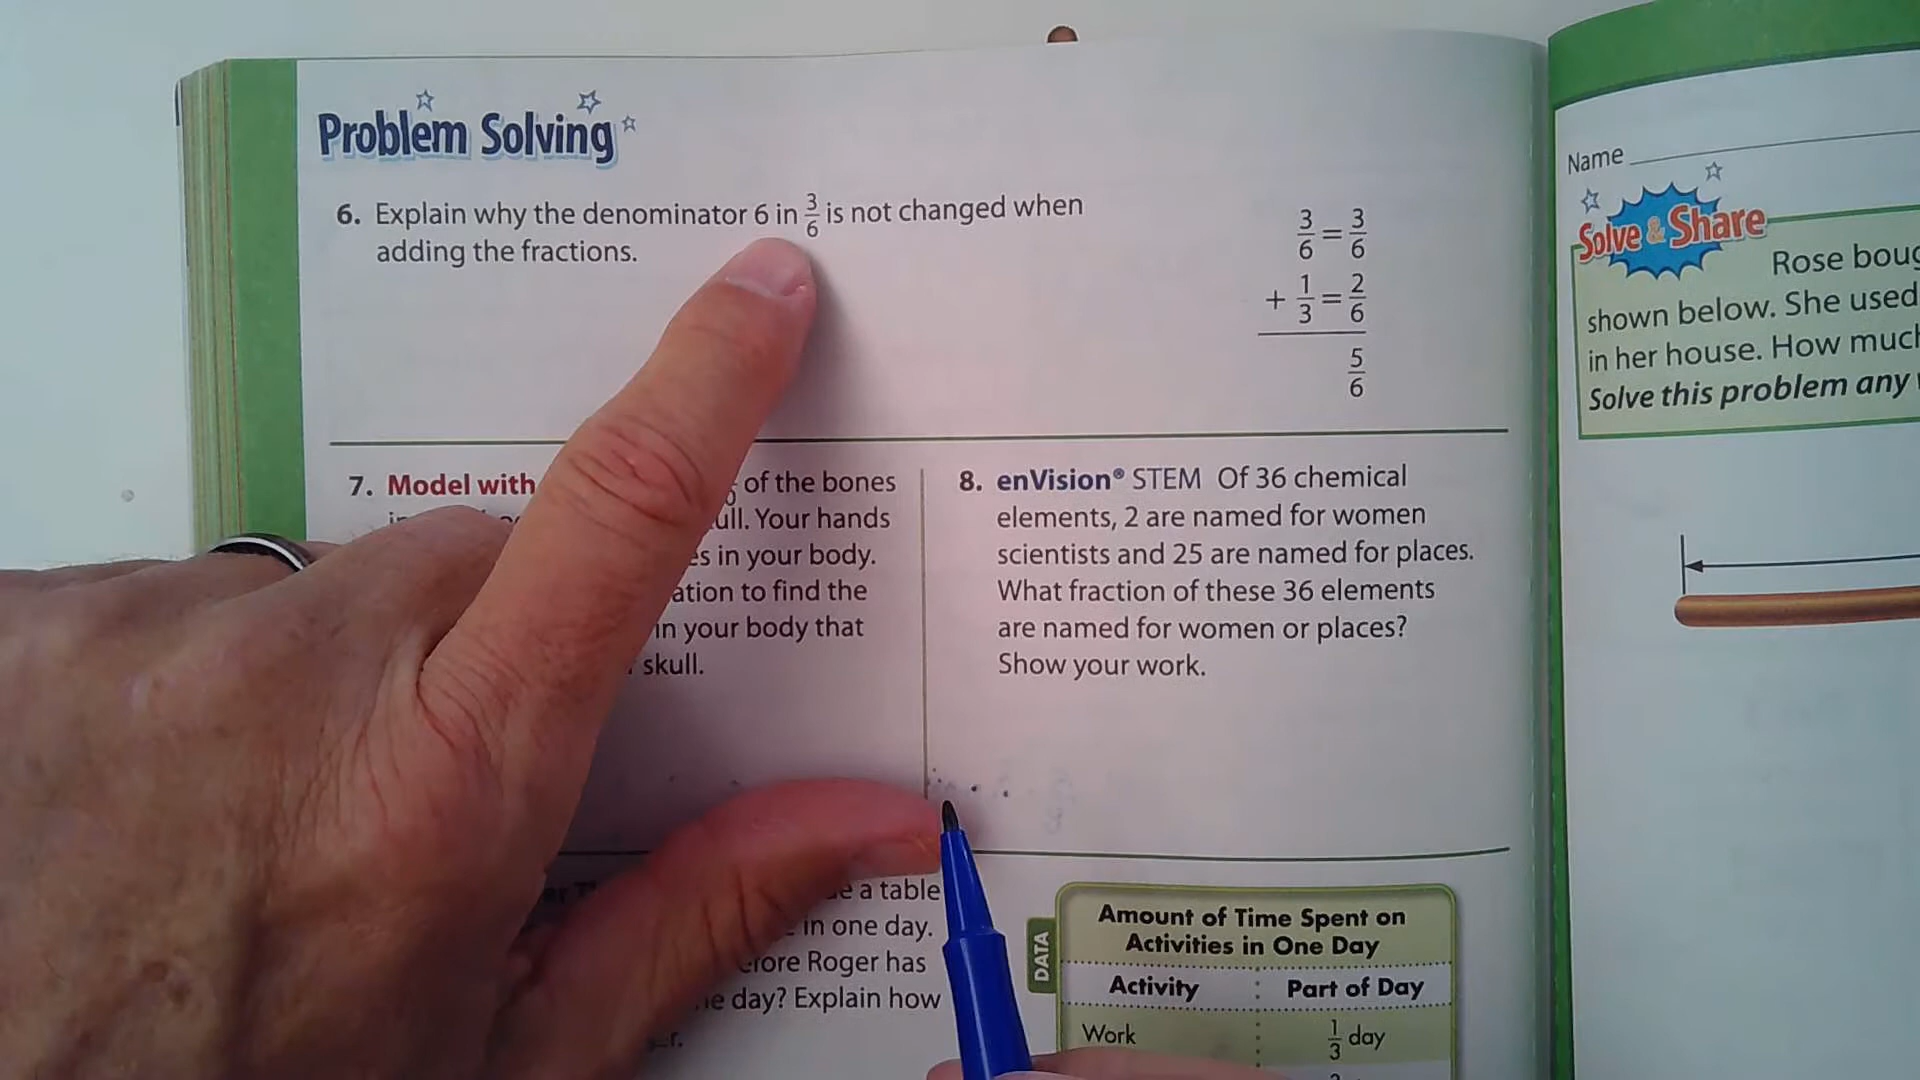 Problem Solving
6. Explain why the denominator 6 in 3/6 is not changed when
adding the fractions.
3/6 = 3/6
+ 1/3 = 2/6
5/6
7. Model with
of the bones
Your hands
in your body.
to find the
in your body that
skull.
8. enVision® STEM Of 36 chemical
elements, 2 are named for women
scientists and 25 are named for places.
What fraction of these 36 elements
are named for women or places?
Show your work.
a table
in one day.
Roger has
day? Explain how
DATA
Amount of Time Spent on
Activities in One Day
Activity Part of Day
Work 1/3 day
Name
Solve & Share
Rose
shown below. She used
in her house. How much
Solve this problem any